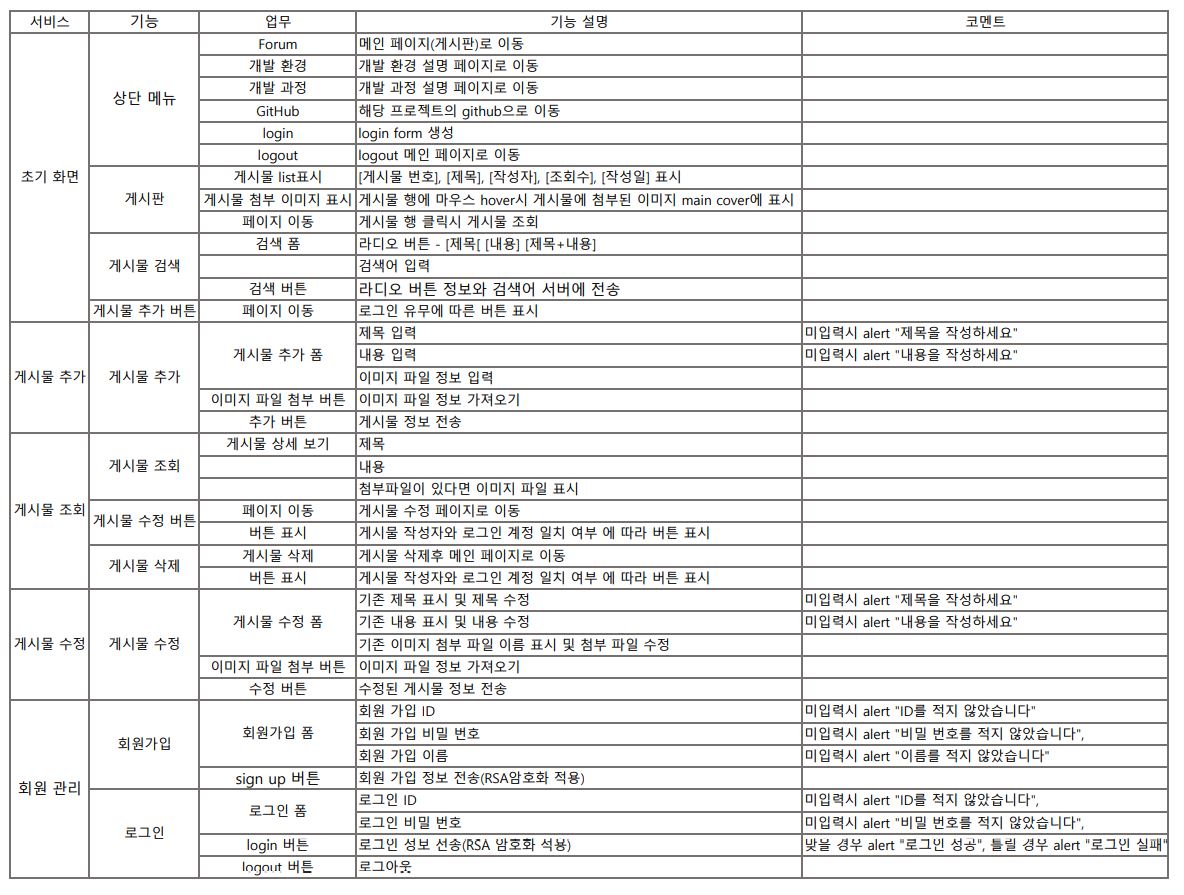 서비스 기능 업무 기능 설명 코멘트
초기 화면 상단 메뉴 Forum 메인 페이지(게시판)로 이동
개발 환경 개발 환경 설명 페이지로 이동
개발 과정 개발 과정 설명 페이지로 이동
GitHub 해당 프로젝트의 github으로 이동
login login form 생성
logout logout 메인 페이지로 이동
게시판 게시물 list표시 [게시물 번호], [제목], [작성자], [조회수], [작성일] 표시
게시물 첨부 이미지 표시 게시물 행에 마우스 hover시 게시물에 첨부된 이미지 main cover에 표시
페이지 이동 게시물 행 클릭시 게시물 조회
게시물 검색 검색 폼 라디오 버튼 - [제목[ [내용] [제목+내용]
검색어 입력
검색 버튼 라디오 버튼 정보와 검색어 서버에 전송
게시물 추가 버튼 페이지 이동 로그인 유무에 따른 버튼 표시
게시물 추가 게시물 추가 게시물 추가 폼 제목 입력 미입력시 alert "제목을 작성하세요"
내용 입력 미입력시 alert "내용을 작성하세요"
이미지 파일 정보 입력
이미지 파일 첨부 버튼 이미지 파일 정보 가져오기
추가 버튼 게시물 정보 전송
게시물 조회 게시물 조회 게시물 상세 보기 제목
내용
첨부파일이 있다면 이미지 파일 표시
게시물 수정 버튼 페이지 이동 게시물 수정 페이지로 이동
버튼 표시 게시물 작성자와 로그인 계정 일치 여부 에 따라 버튼 표시
게시물 삭제 게시물 삭제 게시물 삭제후 메인 페이지로 이동
버튼 표시 게시물 작성자와 로그인 계정 일치 여부 에 따라 버튼 표시
게시물 수정 게시물 수정 게시물 수정 폼 기존 제목 표시 및 제목 수정 미입력시 alert "제목을 작성하세요"
기존 내용 표시 및 내용 수정 미입력시 alert "내용을 작성하세요"
기존 이미지 첨부 파일 이름 표시 및 첨부 파일 수정
이미지 파일 첨부 버튼 이미지 파일 정보 가져오기
수정 버튼 수정된 게시물 정보 전송
회원 관리 회원가입 회원가입 폼 회원 가입 ID 미입력시 alert "ID를 적지 않았습니다"
회원 가입 비밀 번호 미입력시 alert "비밀 번호를 적지 않았습니다",
회원 가입 이름 미입력시 alert "이름를 적지 않았습니다"
sign up 버튼 회원 가입 정보 전송(RSA암호화 적용)
로그인 로그인 폼 로그인 ID 미입력시 alert "ID를 적지 않았습니다",
로그인 비밀 번호 미입력시 alert "비밀 번호를 적지 않았습니다",
login 버튼 로그인 정보 전송(RSA 암호화 적용) 맞을 경우 alert "로그인 성공", 틀릴 경우 alert "로그인 실패"
logout 버튼 로그아웃